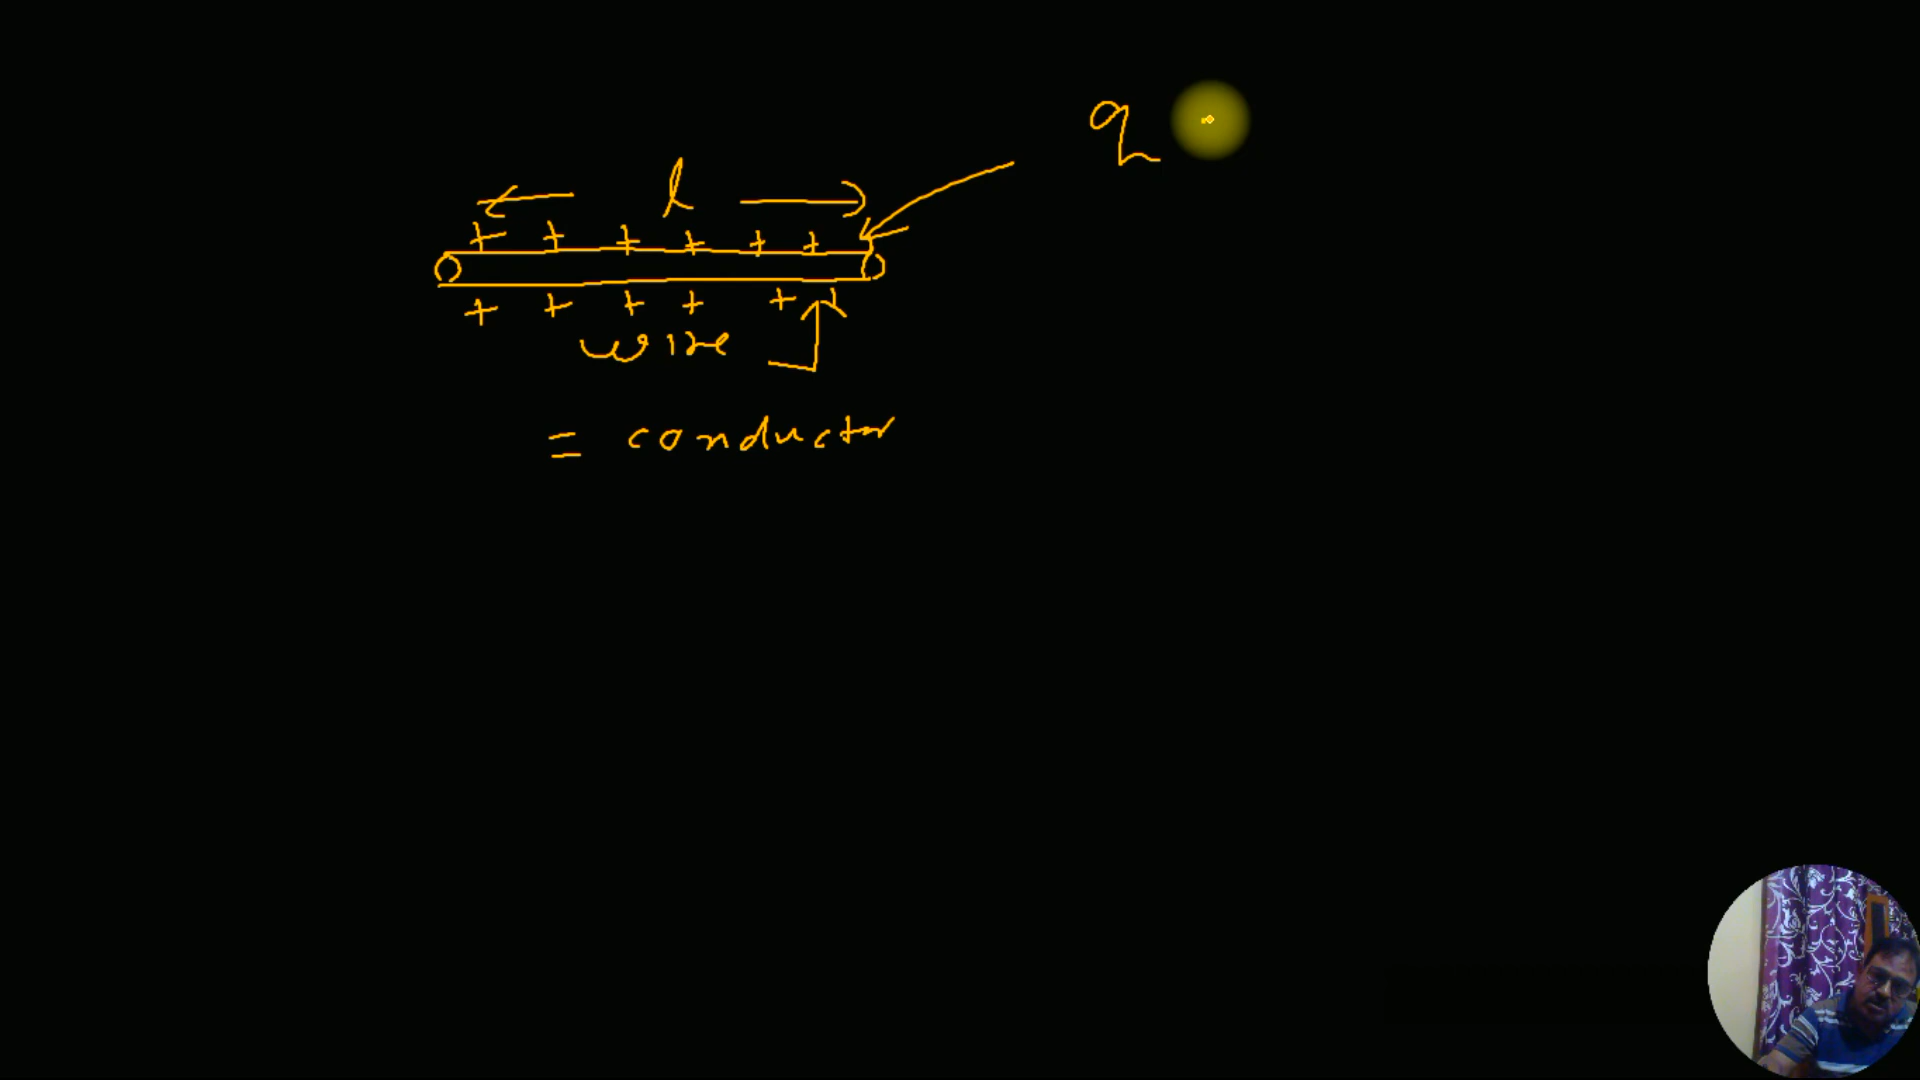 q
l
+ + + + + +
+ + + + + +
wire
= conductor